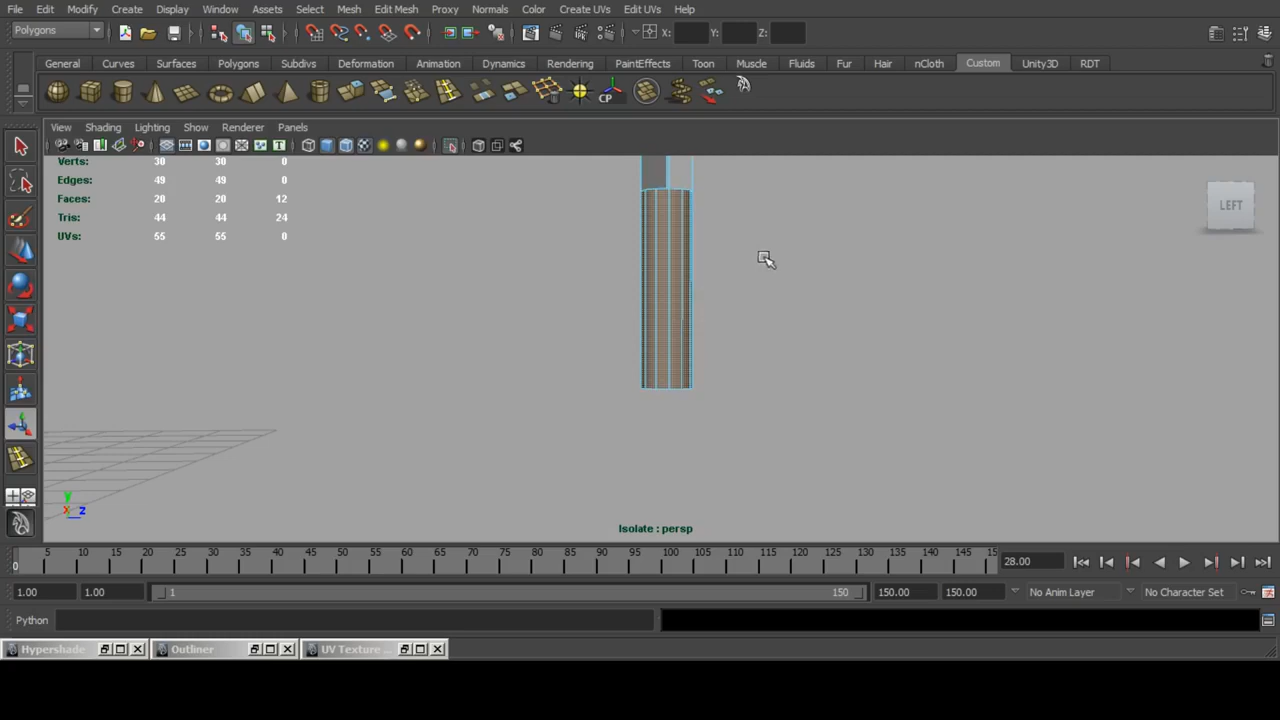 File Edit Modify Create Display Window Assets Select Mesh Edit Mesh Proxy Normals Color Create UVs Edit UVs Help
Polygons X: Y: Z:
General Curves Surfaces Polygons Subdivs Deformation Animation Dynamics Rendering PaintEffects Toon Muscle Fluids Fur Hair nCloth Custom Unity3D RDT
CP
View Shading Lighting Show Renderer Panels
T
Verts: 30 30 0
Edges: 49 49 0
Faces: 20 20 12
Tris: 44 44 24
UVs: 55 55 0
LEFT
y
x z
Isolate : persp
0 5 10 15 20 25 30 35 40 45 50 55 60 65 70 75 80 85 90 95 100 105 110 115 120 125 130 135 140 145 15 28.00
1.00 1.00 1 150 150.00 150.00 No Anim Layer No Character Set
Python
Hypershade Outliner UV Texture ...